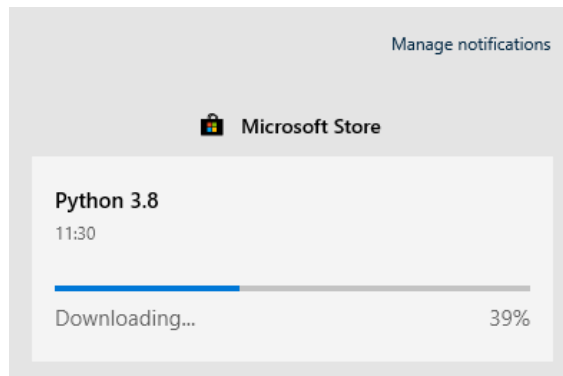 Manage notifications
Microsoft Store
Python 3.8
11:30
Downloading... 39%